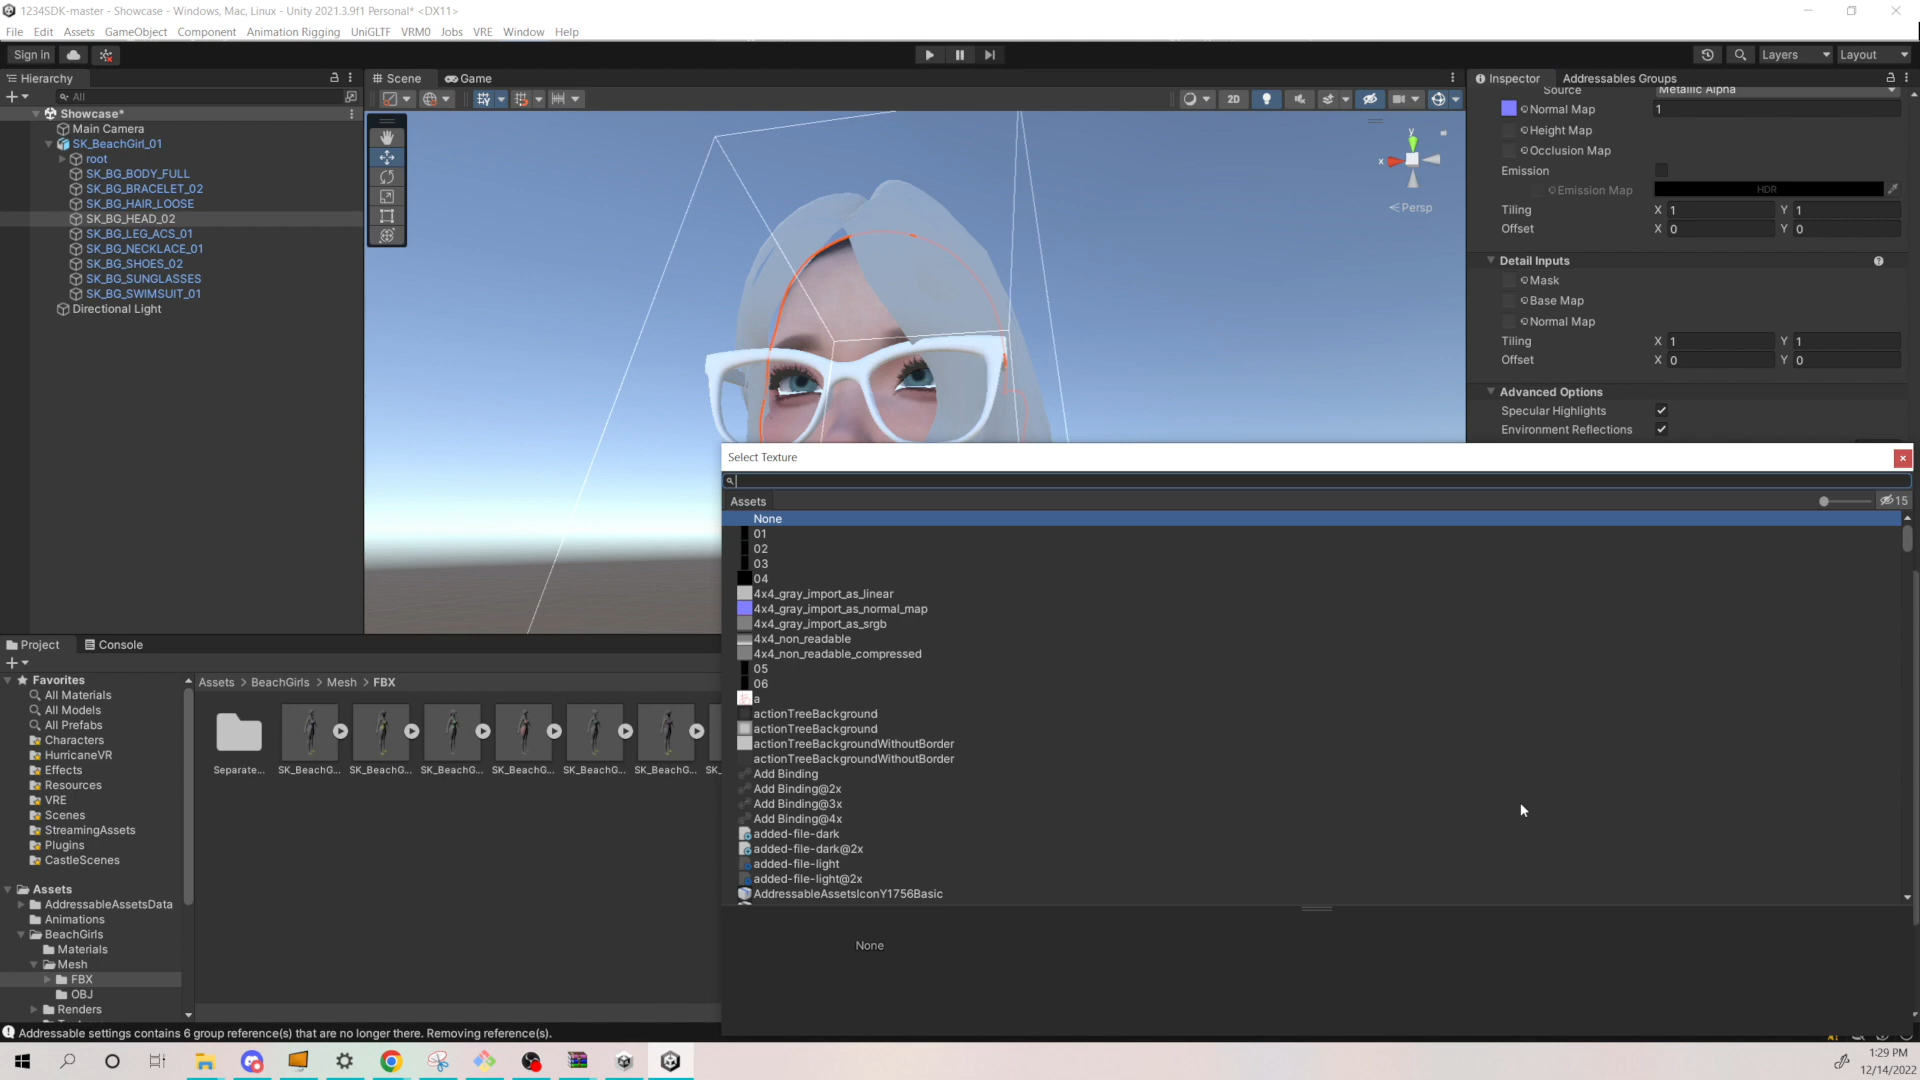 1234SDK-master - Showcase - Windows, Mac, Linux - Unity 2021.3.9f1 Personal* <DX11>
File Edit Assets GameObject Component Animation Rigging UniGLTF VRM0 Jobs VRE Window Help
Sign in
Layers
Layout
Hierarchy
All
Showcase*
Main Camera
SK_BeachGirl_01
root
SK_BG_BODY_FULL
SK_BG_BRACELET_02
SK_BG_HAIR_LOOSE
SK_BG_HEAD_02
SK_BG_LEG_ACS_01
SK_BG_NECKLACE_01
SK_BG_SHOES_02
SK_BG_SUNGLASSES
SK_BG_SWIMSUIT_01
Directional Light
Scene Game
2D
y
x
Persp
Inspector Addressables Groups
Source Metallic Alpha
Normal Map 1
Height Map
Occlusion Map
Emission
Emission Map HDR
Tiling X 1 Y 1
Offset X 0 Y 0
Detail Inputs
Mask
Base Map
Normal Map
Tiling X 1 Y 1
Offset X 0 Y 0
Advanced Options
Specular Highlights
Environment Reflections
Select Texture
Assets
15
None
01
02
03
04
4x4_gray_import_as_linear
4x4_gray_import_as_normal_map
4x4_gray_import_as_srgb
4x4_non_readable
4x4_non_readable_compressed
05
06
a
actionTreeBackground
actionTreeBackground
actionTreeBackgroundWithoutBorder
actionTreeBackgroundWithoutBorder
Add Binding
Add Binding@2x
Add Binding@3x
Add Binding@4x
added-file-dark
added-file-dark@2x
added-file-light
added-file-light@2x
AddressableAssetsIconY1756Basic
None
Project Console
Favorites
All Materials
All Models
All Prefabs
Characters
HurricaneVR
Effects
Resources
VRE
Scenes
StreamingAssets
Plugins
CastleScenes
Assets
AddressableAssetsData
Animations
BeachGirls
Materials
Mesh
FBX
OBJ
Renders
Assets > BeachGirls > Mesh > FBX
Separate... SK_BeachG... SK_BeachG... SK_BeachG... SK_BeachG... SK_BeachG... SK_BeachG... SK_
Addressable settings contains 6 group reference(s) that are no longer there. Removing reference(s).
1:29 PM
12/14/2022